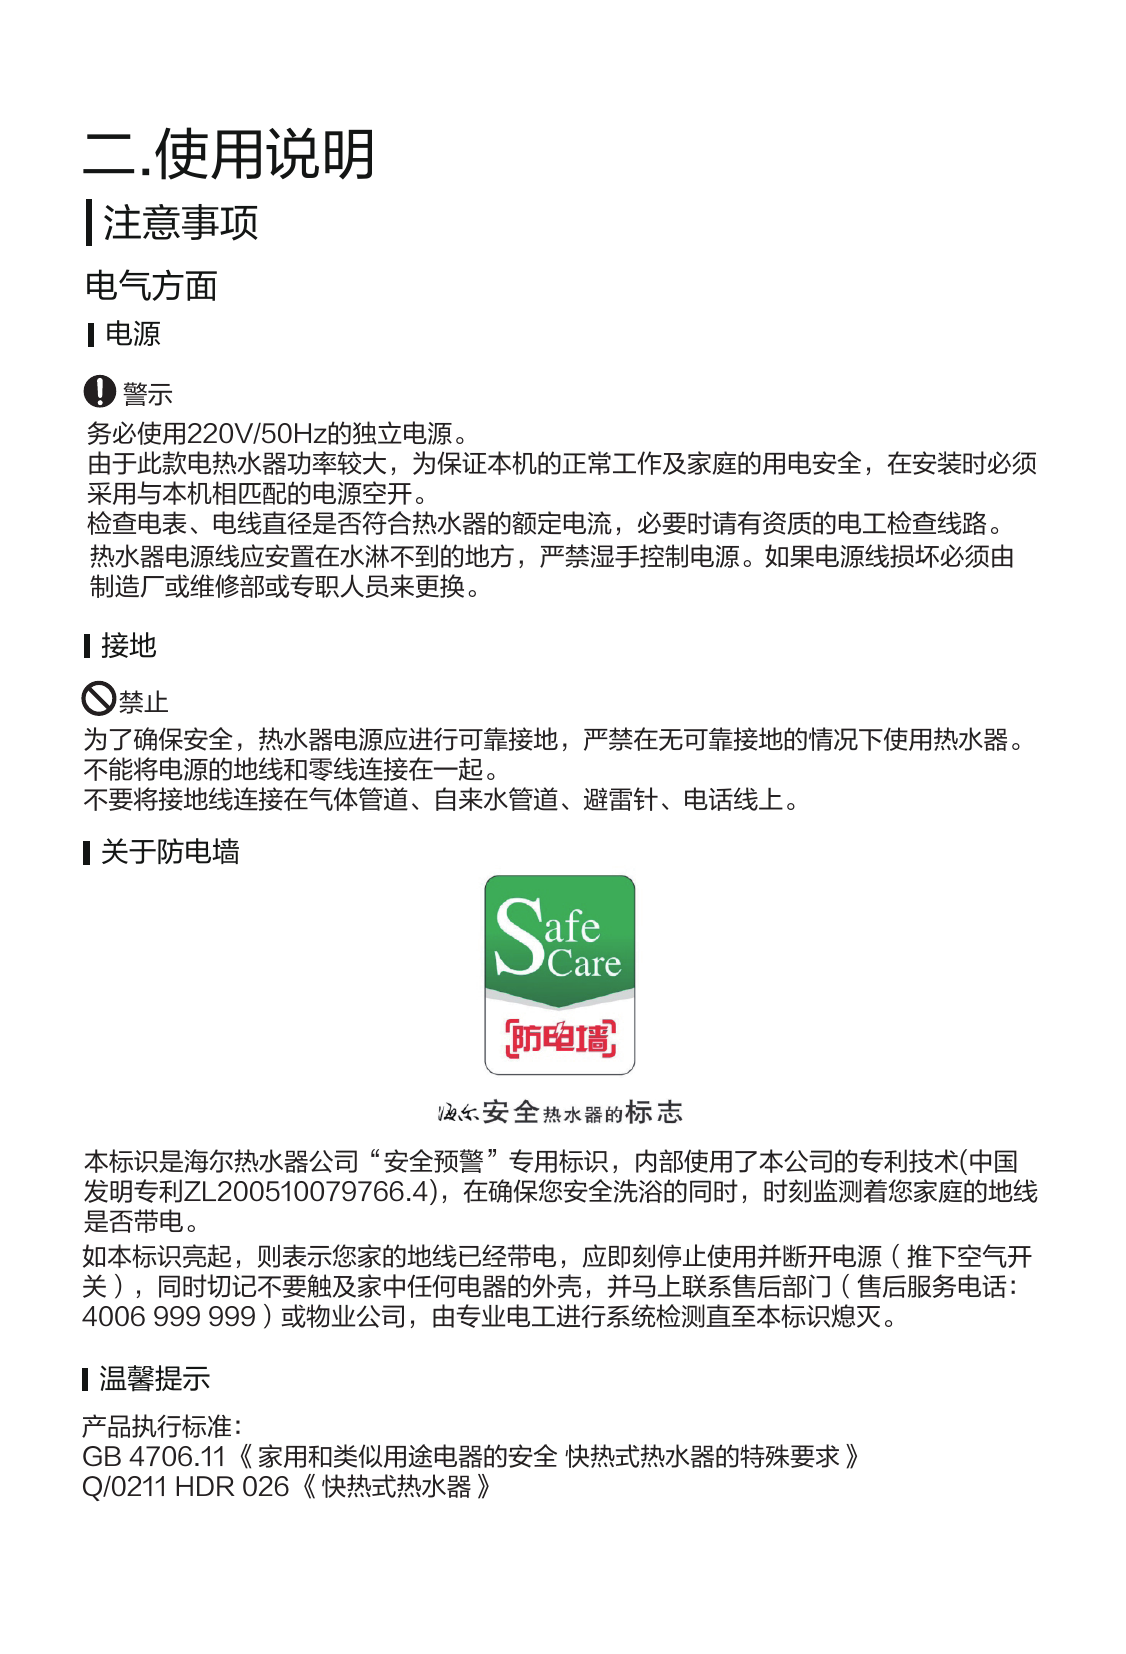 二.使用说明
注意事项
电气方面
电源
警示
务必使用220V/50Hz的独立电源。
由于此款电热水器功率较大，为保证本机的正常工作及家庭的用电安全，在安装时必须
采用与本机相匹配的电源空开。
检查电表、电线直径是否符合热水器的额定电流，必要时请有资质的电工检查线路。
热水器电源线应安置在水淋不到的地方，严禁湿手控制电源。如果电源线损坏必须由
制造厂或维修部或专职人员来更换。
接地
禁止
为了确保安全，热水器电源应进行可靠接地，严禁在无可靠接地的情况下使用热水器。
不能将电源的地线和零线连接在一起。
不要将接地线连接在气体管道、自来水管道、避雷针、电话线上。
关于防电墙
Safe
Care
防电墙
海尔安全热水器的标志
本标识是海尔热水器公司“安全预警”专用标识，内部使用了本公司的专利技术(中国
发明专利ZL200510079766.4)，在确保您安全洗浴的同时，时刻监测着您家庭的地线
是否带电。
如本标识亮起，则表示您家的地线已经带电，应即刻停止使用并断开电源（推下空气开
关），同时切记不要触及家中任何电器的外壳，并马上联系售后部门（售后服务电话：
4006 999 999）或物业公司，由专业电工进行系统检测直至本标识熄灭。
温馨提示
产品执行标准：
GB 4706.11《家用和类似用途电器的安全 快热式热水器的特殊要求》
Q/0211 HDR 026《快热式热水器》